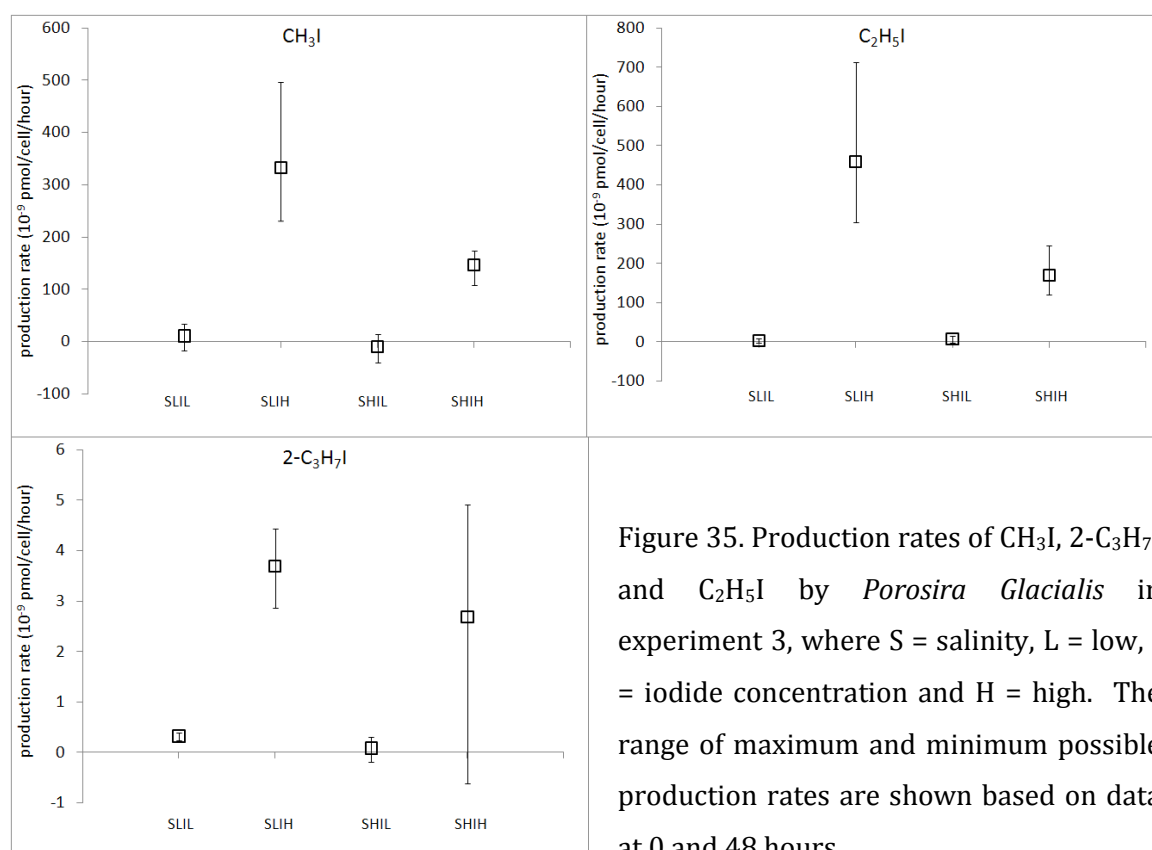 CH₃I
production rate (10⁻⁹ pmol/cell/hour)
600
500
400
300
200
100
0
-100
SLIL SLIH SHIL SHIH
C₂H₅I
production rate (10⁻⁹ pmol/cell/hour)
800
700
600
500
400
300
200
100
0
-100
SLIL SLIH SHIL SHIH
2-C₃H₇I
production rate (10⁻⁹ pmol/cell/hour)
6
5
4
3
2
1
0
-1
SLIL SLIH SHIL SHIH
Figure 35. Production rates of CH₃I, 2-C₃H₇
and C₂H₅I by Porosira Glacialis in
experiment 3, where S = salinity, L = low,
= iodide concentration and H = high. The
range of maximum and minimum possible
production rates are shown based on data
at 0 and 48 hours